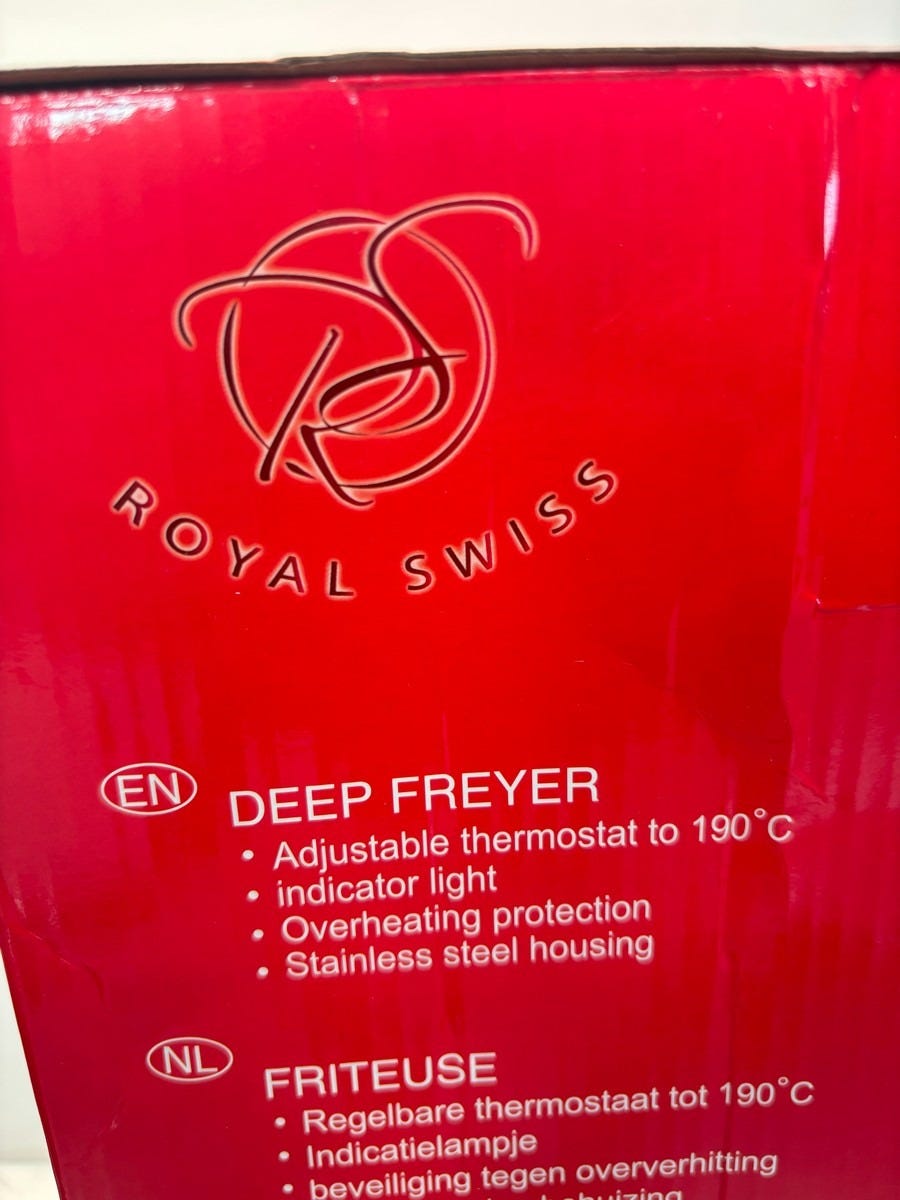 ROYAL SWISS
EN
DEEP FREYER
• Adjustable thermostat to 190°C
• indicator light
• Overheating protection
• Stainless steel housing
NL
FRITEUSE
• Regelbare thermostaat tot 190°C
• Indicatielampje
• beveiliging tegen oververhitting